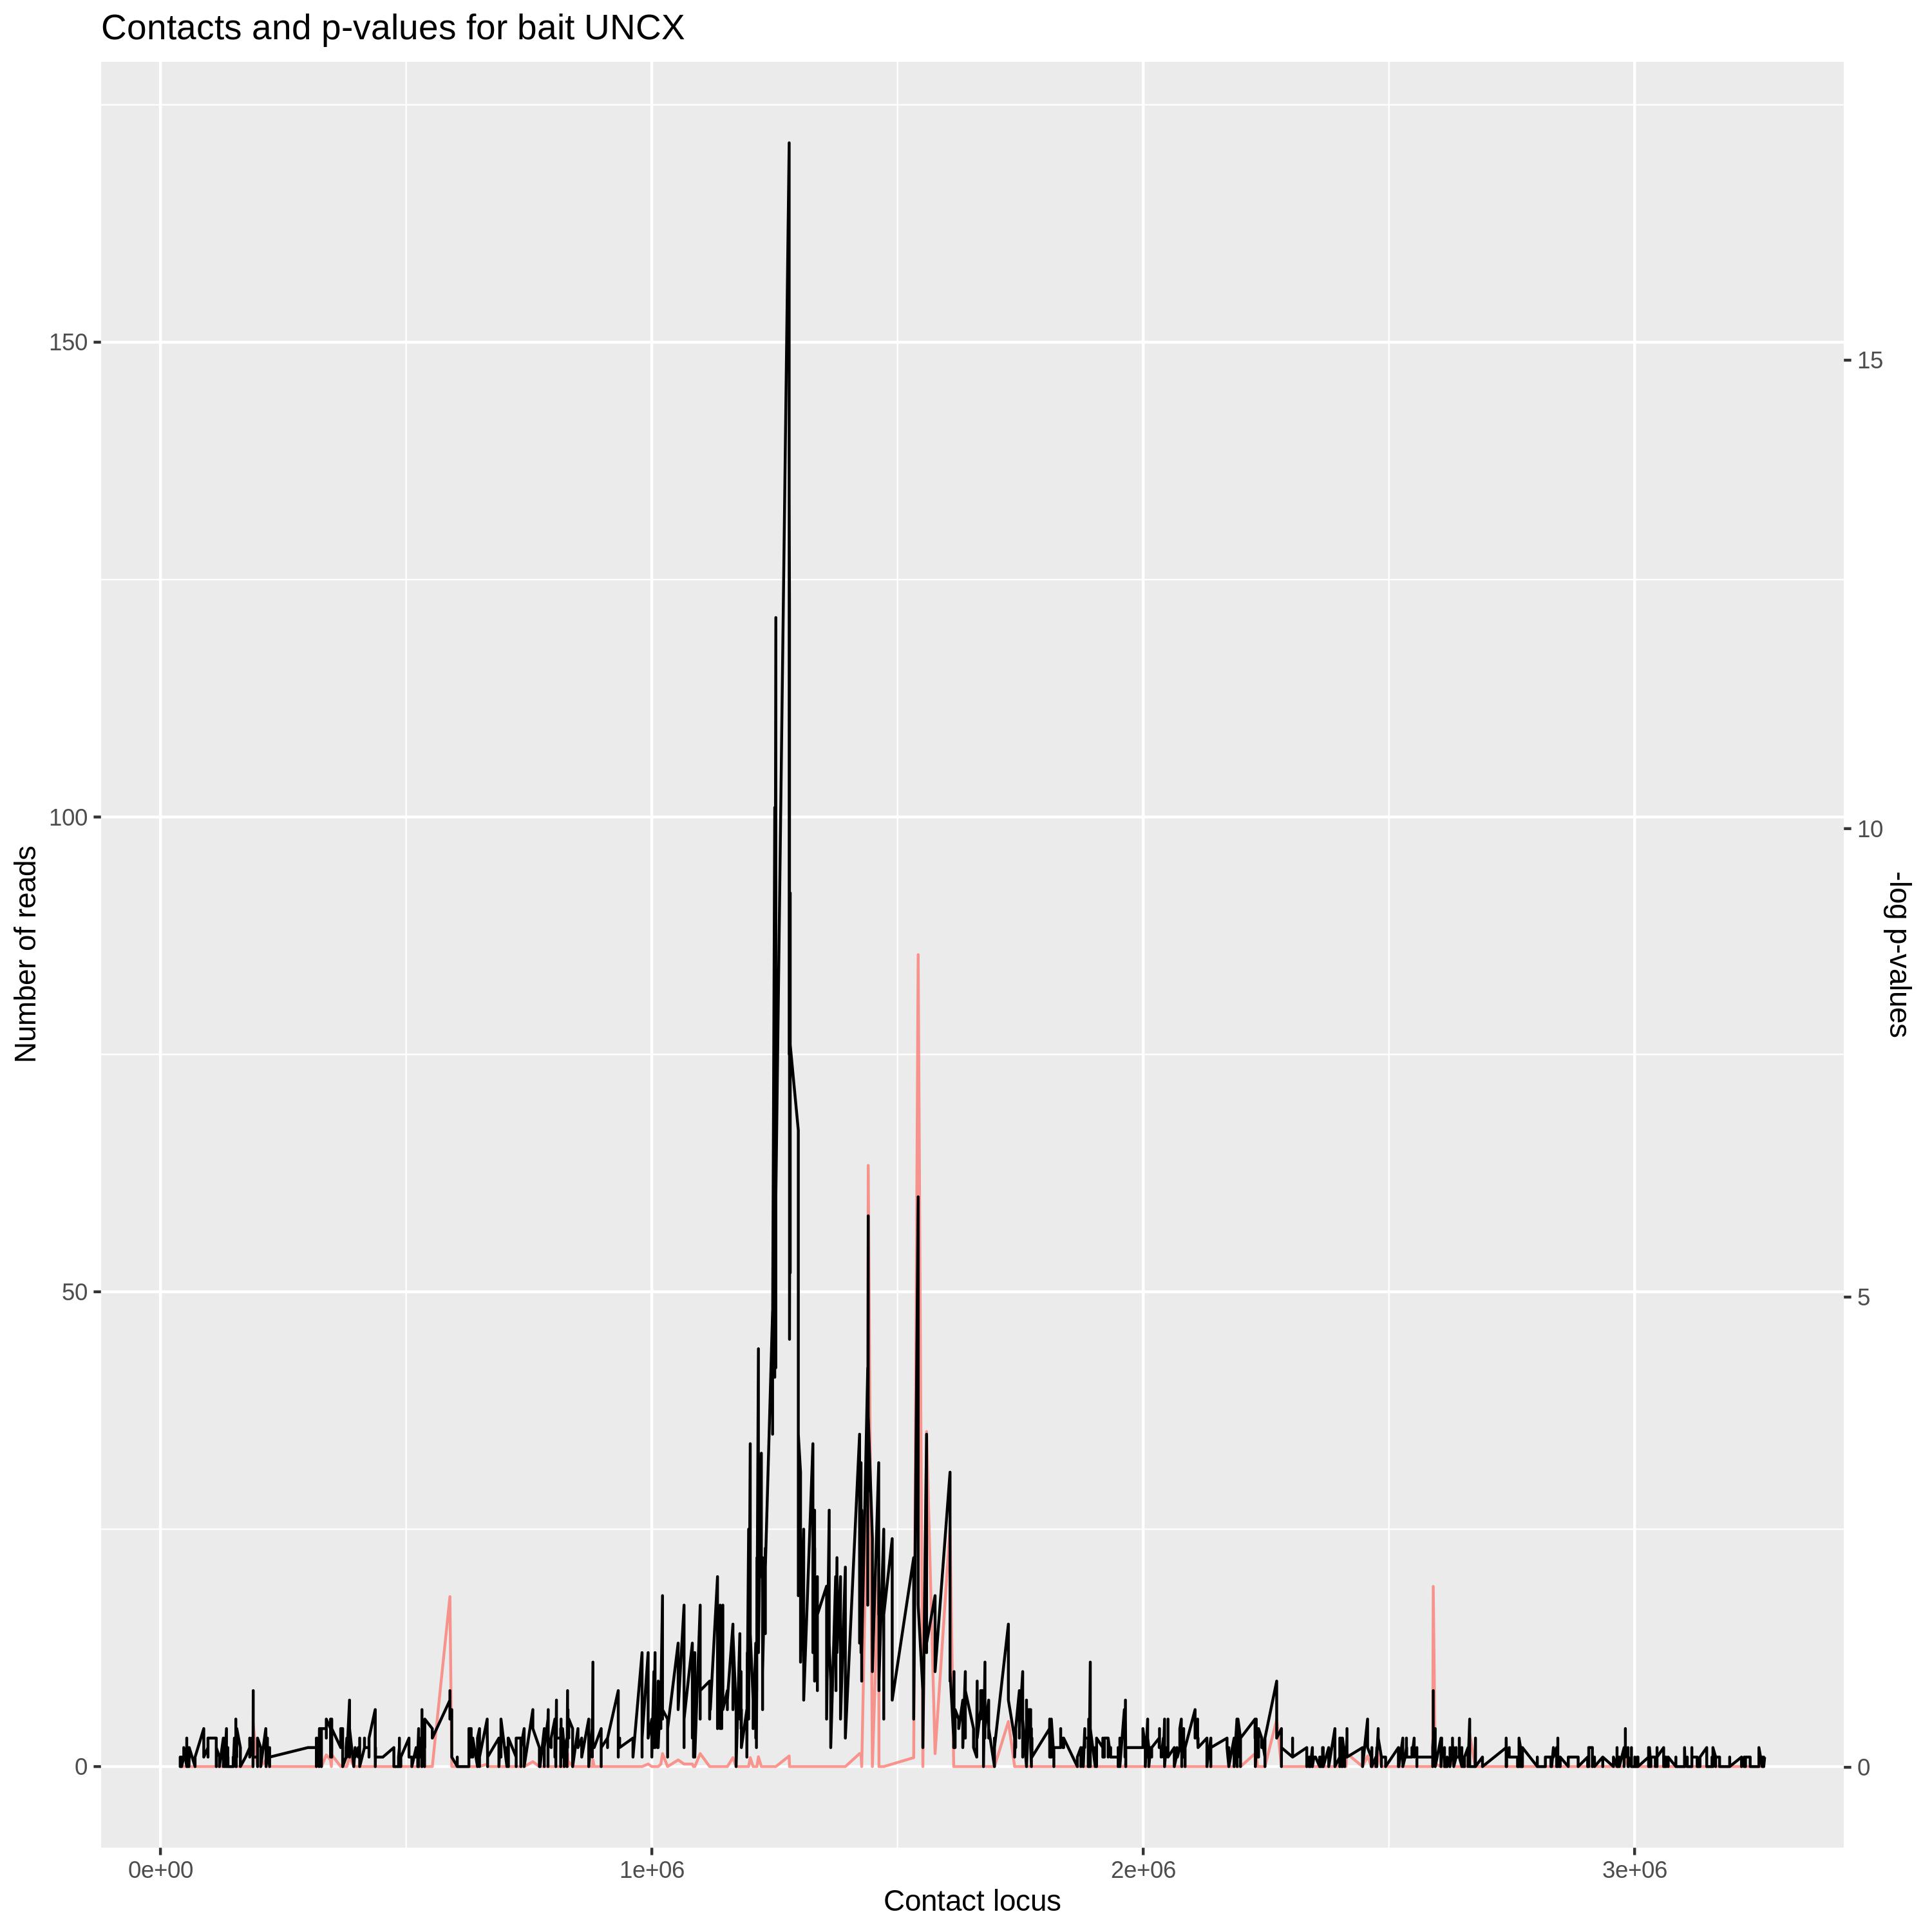 Contacts and p-values for bait UNCX
150
100
50
0
Number of reads
15
10
5
0
-log p-values
0e+00
1e+06
2e+06
3e+06
Contact locus